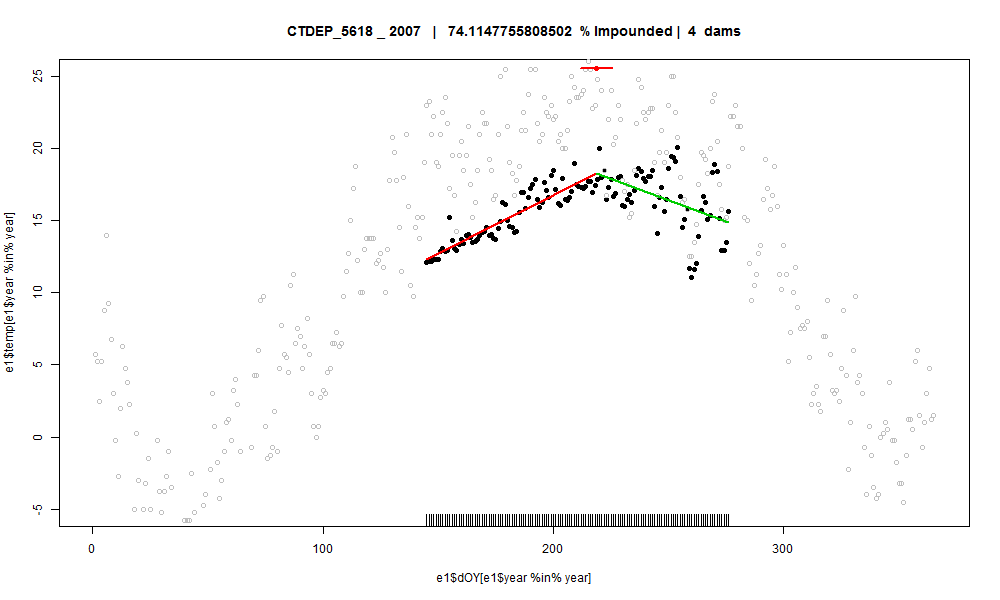 CTDEP_5618 _ 2007 | 74.1147755808502 % Impounded | 4 dams
e1$temp[e1$year %in% year]
25
20
15
10
5
0
-5
0 100 200 300
e1$dOY[e1$year %in% year]